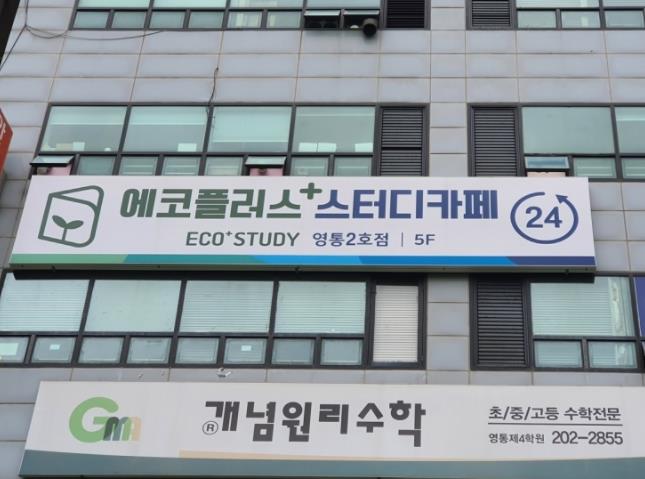 에코플러스+스터디카페 24
ECO+STUDY 영통2호점 | 5F
Gma ®개념원리수학 초/중/고등 수학전문
영통제4학원 202-2855